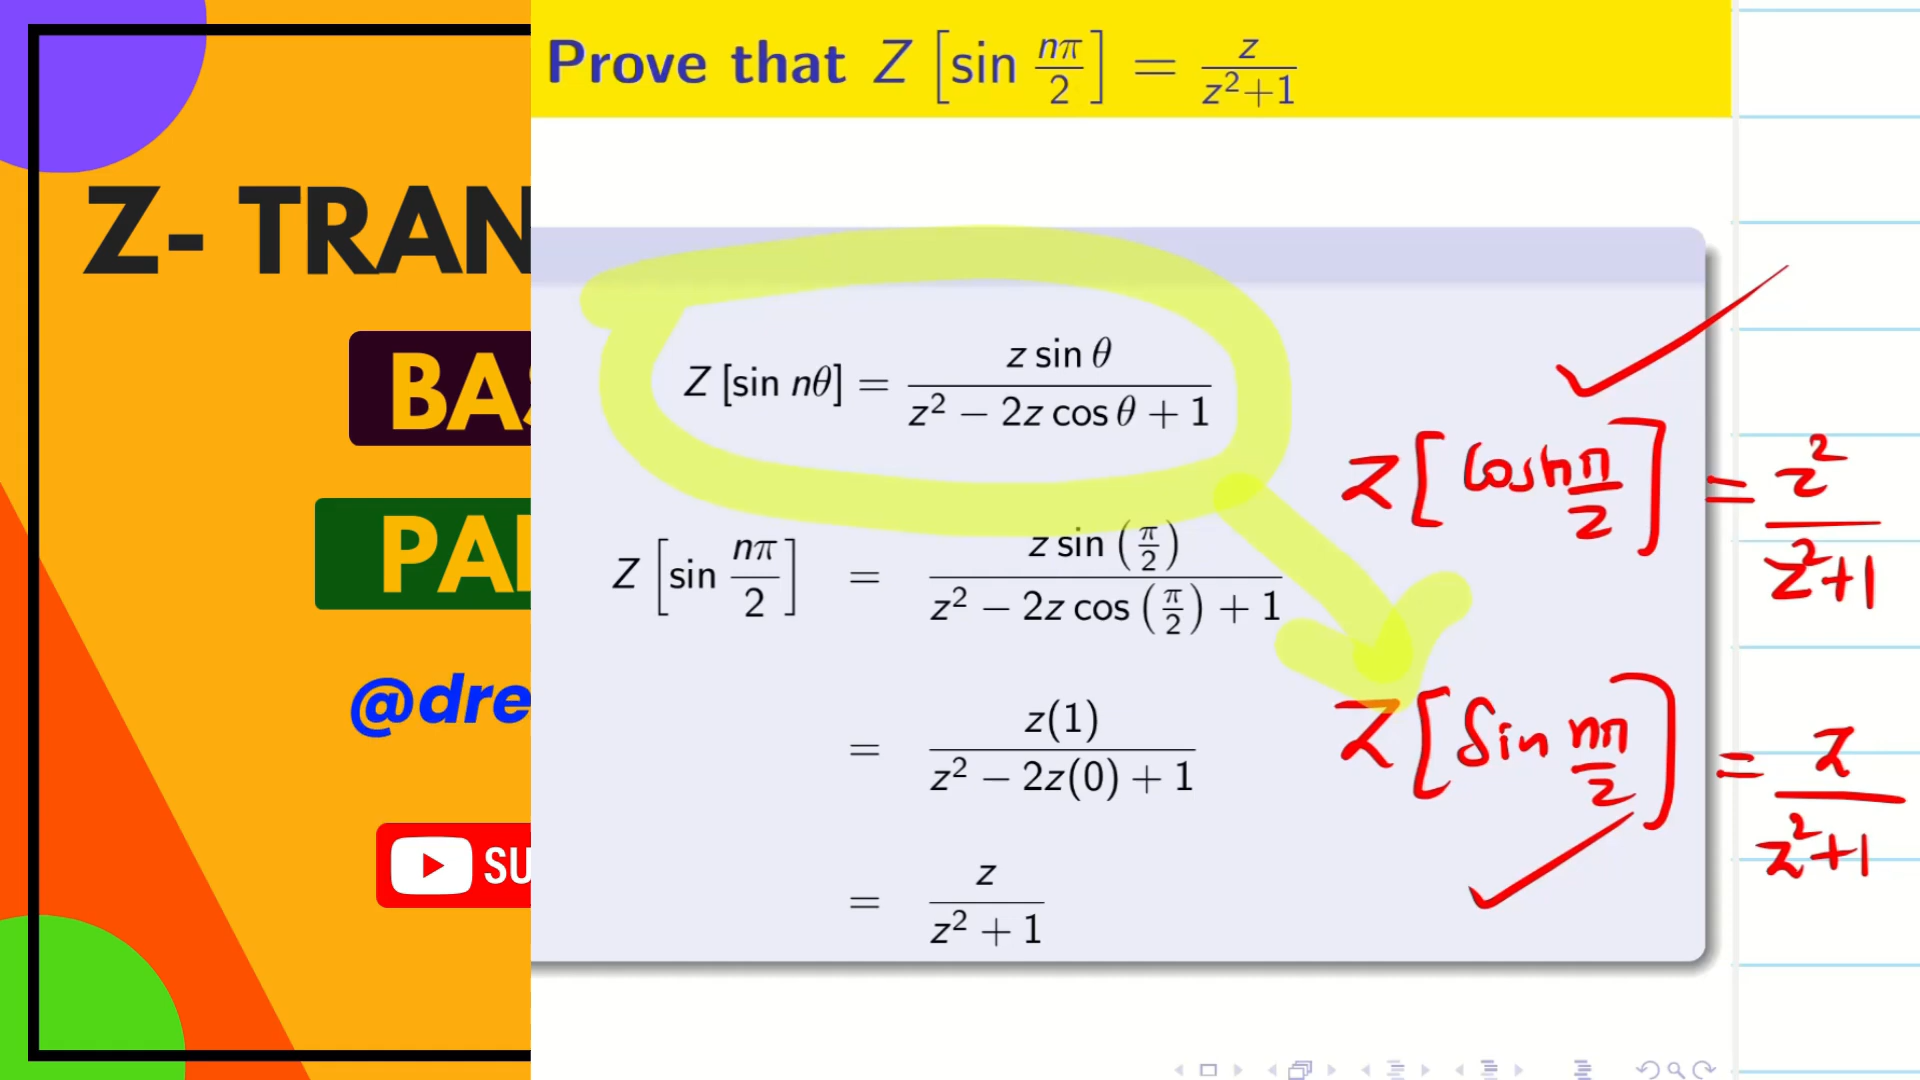 Prove that Z [sin nπ/2] = z/(z²+1)
Z- TRAN
BAS
PAI
@dre
SU
Z [sin nθ] = z sin θ / (z² − 2z cos θ + 1)
Z [sin nπ/2] = z sin (π/2) / (z² − 2z cos (π/2) + 1)
= z(1) / (z² − 2z(0) + 1)
= z / (z² + 1)
Z[cos nπ/2] = z²/(z²+1)
Z[sin nπ/2] = z/(z²+1)